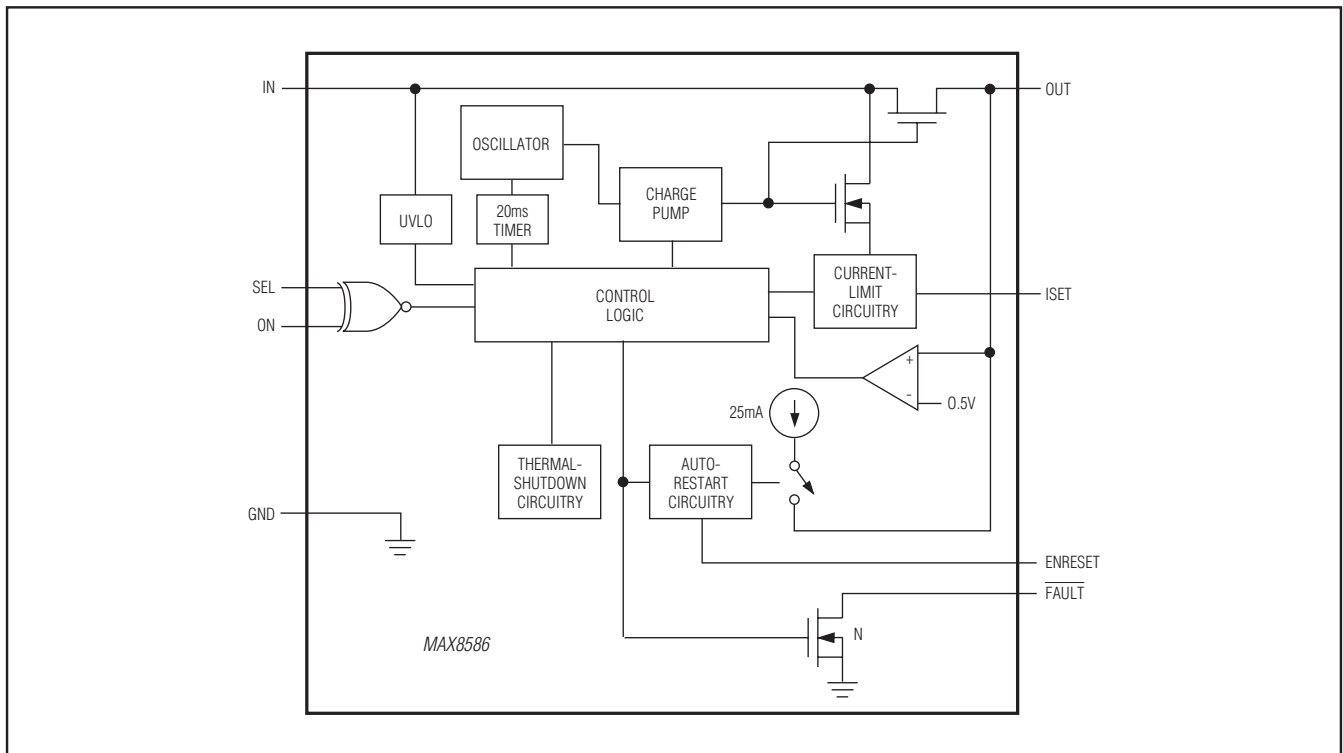 IN
OUT
OSCILLATOR
CHARGE
PUMP
UVLO
20ms
TIMER
SEL
ON
CONTROL
LOGIC
CURRENT-
LIMIT
CIRCUITRY
ISET
+
-
0.5V
25mA
THERMAL-
SHUTDOWN
CIRCUITRY
AUTO-
RESTART
CIRCUITRY
GND
ENRESET
FAULT
N
MAX8586